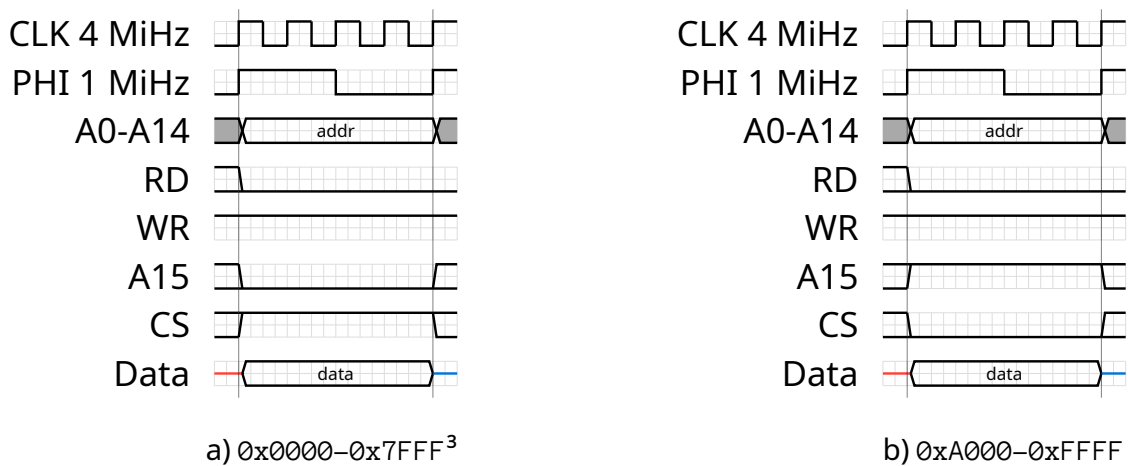 CLK 4 MiHz
PHI 1 MiHz
A0-A14 addr
RD
WR
A15
CS
Data data
a) 0x0000–0x7FFF³
CLK 4 MiHz
PHI 1 MiHz
A0-A14 addr
RD
WR
A15
CS
Data data
b) 0xA000–0xFFFF